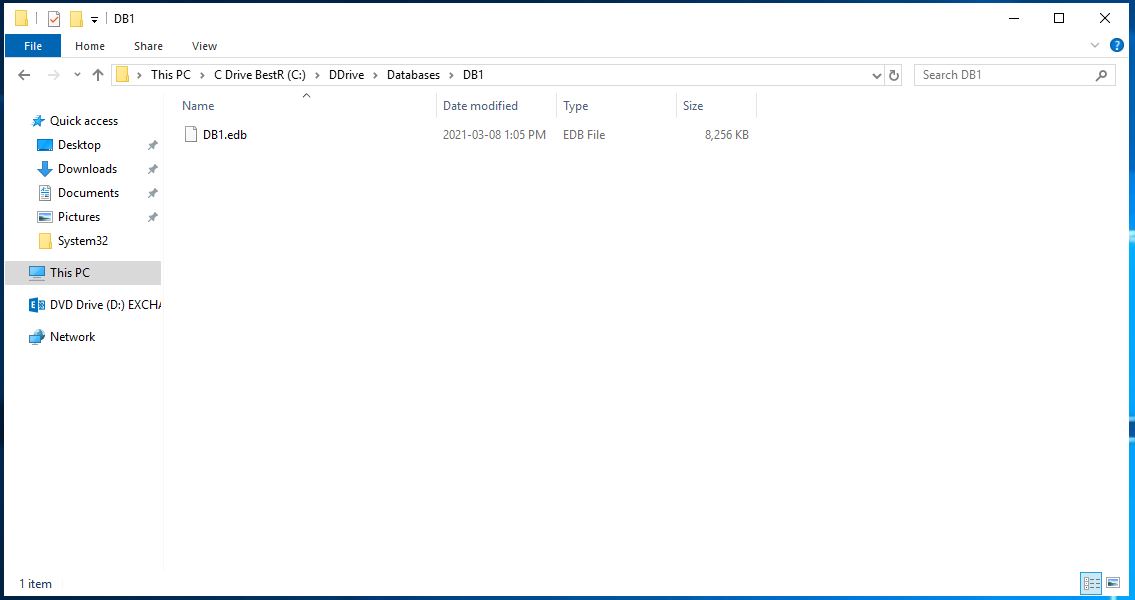 DB1
File Home Share View
This PC C Drive BestR (C:) DDrive Databases DB1 Search DB1
Name Date modified Type Size
DB1.edb 2021-03-08 1:05 PM EDB File 8,256 KB
Quick access
Desktop
Downloads
Documents
Pictures
System32
This PC
DVD Drive (D:) EXCHA
Network
1 item